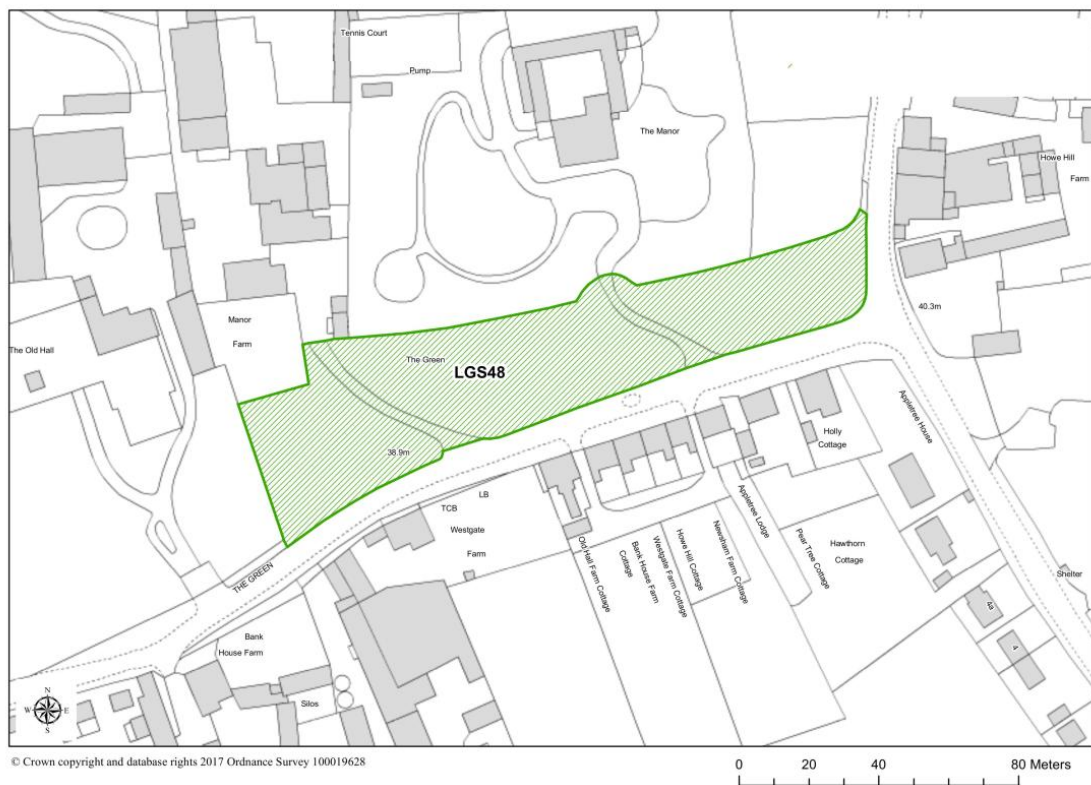 Tennis Court
Pump
The Manor
Howe Hill
Farm
Manor
Farm
The Old Hall
The Green
LGS48
40.3m
38.9m
Appletree House
Holly
Cottage
LB
TCB
Westgate
Farm
Appletree Lodge
Pear Tree Cottage
Hawthorn
Cottage
Newsham Farm Cottage
Howe Hill Cottage
Westgate Farm Cottage
Bank House Farm
Cottage
Old Hall Farm Cottage
THE GREEN
Shelter
4a
4
Bank
House Farm
Silos
N
W E
S
© Crown copyright and database rights 2017 Ordnance Survey 100019628
0 20 40 80 Meters